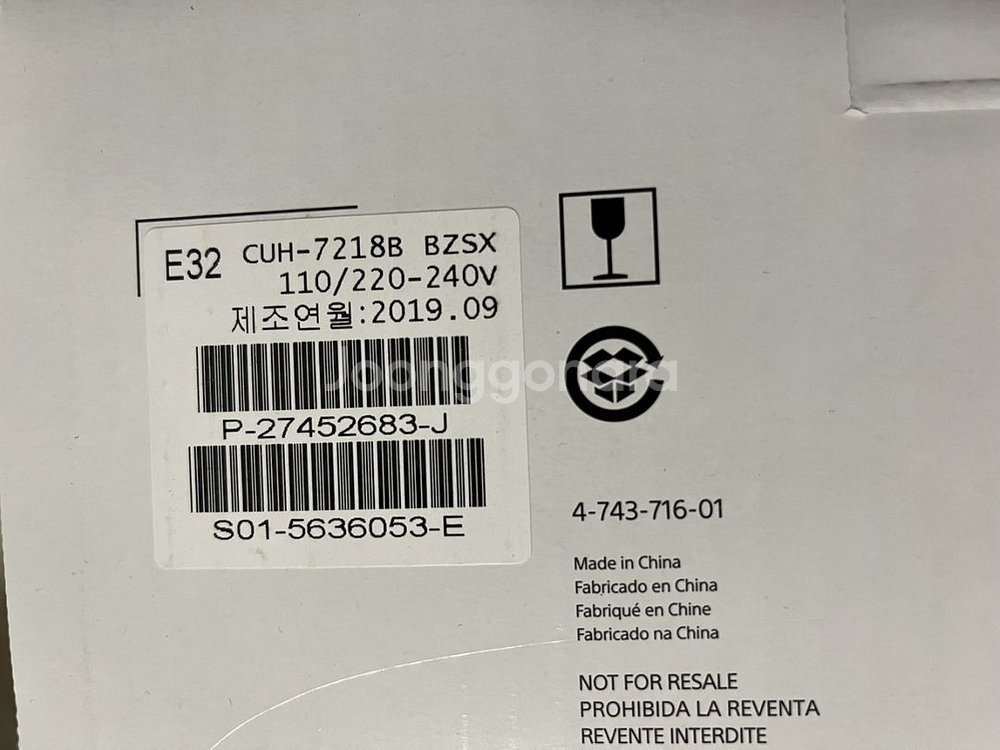 E32 CUH-7218B BZSX
110/220-240V
제조연월:2019.09
P-27452683-J
S01-5636053-E
Joonggonara
4-743-716-01
Made in China
Fabricado en China
Fabriqué en Chine
Fabricado na China
NOT FOR RESALE
PROHIBIDA LA REVENTA
REVENTE INTERDITE